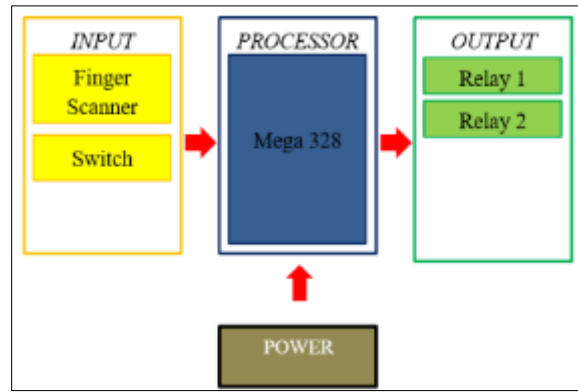 INPUT
Finger
Scanner
Switch
PROCESSOR
Mega 328
OUTPUT
Relay 1
Relay 2
POWER